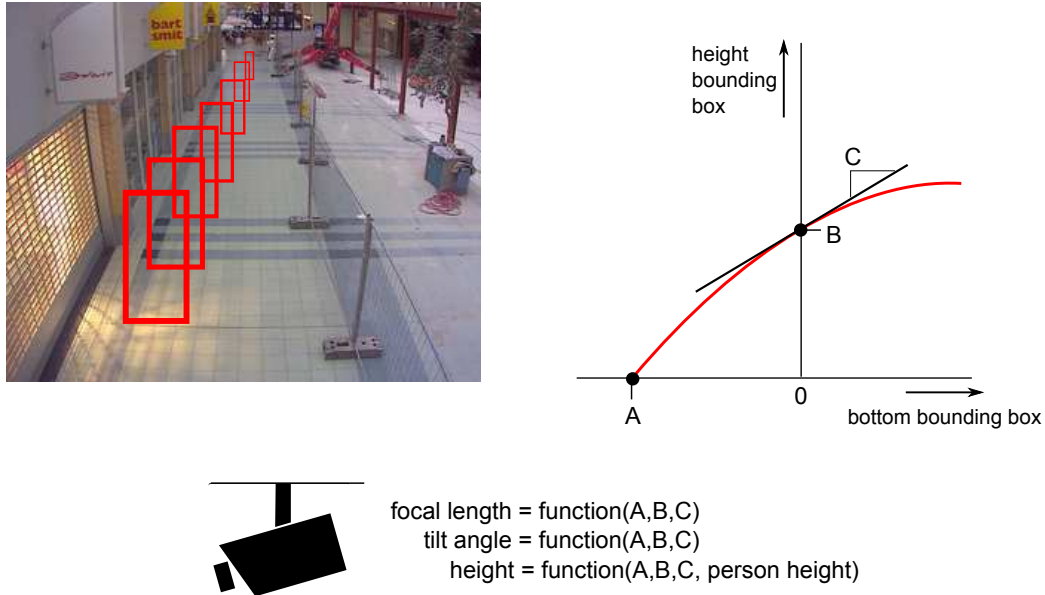 bart
smit
height
bounding
box
C
B
A
0
bottom bounding box
focal length = function(A,B,C)
tilt angle = function(A,B,C)
height = function(A,B,C, person height)